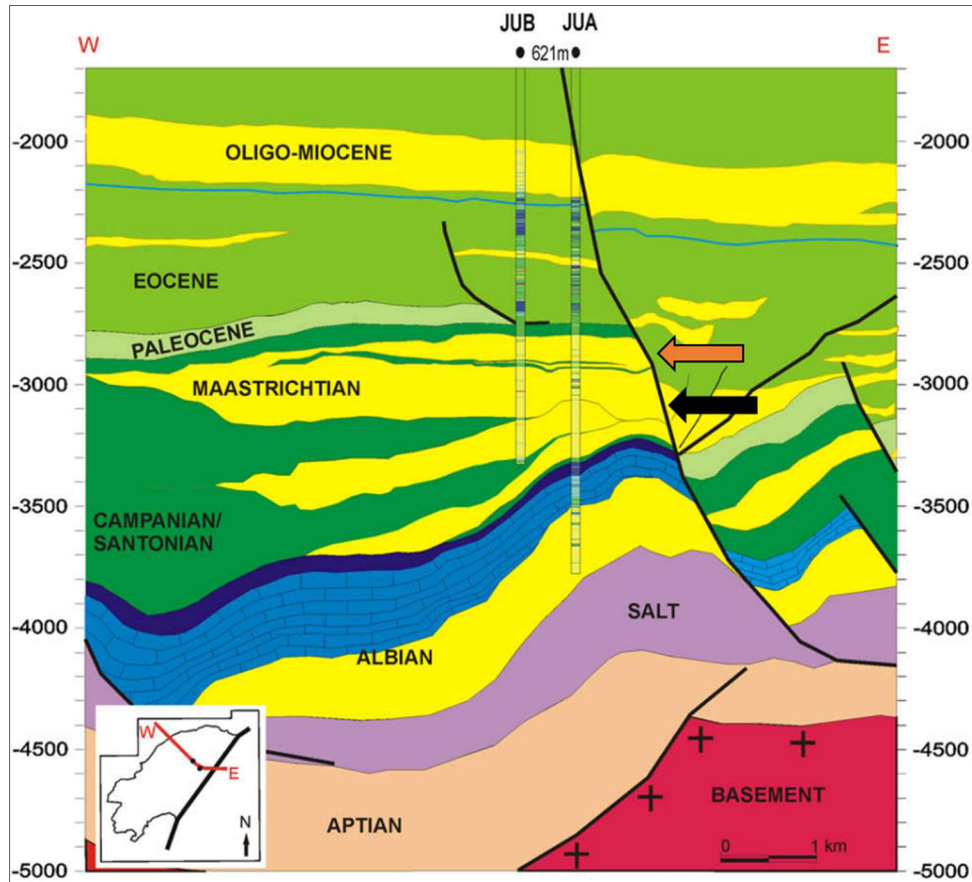 JUB JUA
W 621m E
-2000 -2000
OLIGO-MIOCENE
-2500 -2500
EOCENE
PALEOCENE
-3000 -3000
MAASTRICHTIAN
-3500 -3500
CAMPANIAN/
SANTONIAN
-4000 -4000
SALT
ALBIAN
W
-4500 -4500
E
BASEMENT
APTIAN
N
0 1 km
-5000 -5000